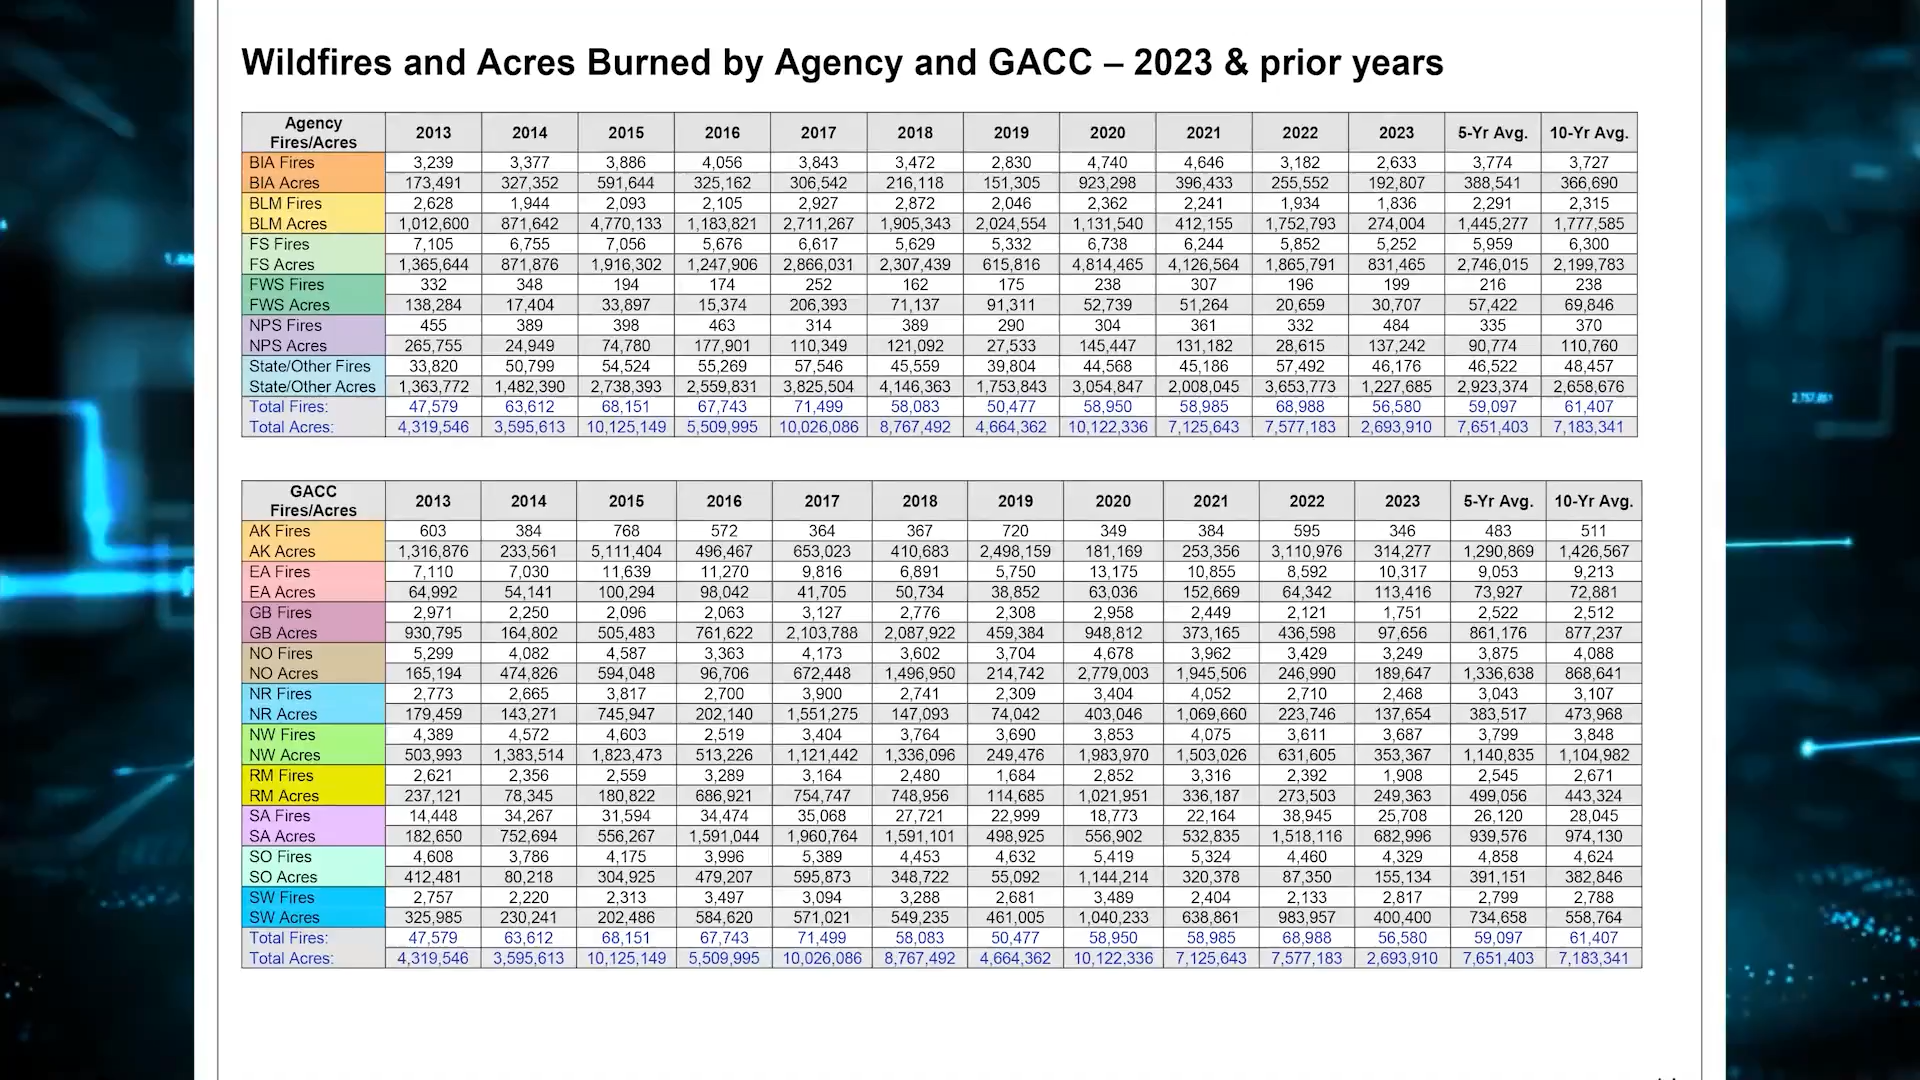 Wildfires and Acres Burned by Agency and GACC – 2023 & prior years
Agency Fires/Acres 2013 2014 2015 2016 2017 2018 2019 2020 2021 2022 2023 5-Yr Avg. 10-Yr Avg.
BIA Fires 3,239 3,377 3,886 4,056 3,843 3,472 2,830 4,740 4,646 3,182 2,633 3,774 3,727
BIA Acres 173,491 327,352 591,644 325,162 306,542 216,118 151,305 923,298 396,433 255,552 192,807 388,541 366,690
BLM Fires 2,628 1,944 2,093 2,105 2,927 2,872 2,046 2,362 2,241 1,934 1,836 2,291 2,315
BLM Acres 1,012,600 871,642 4,770,133 1,183,821 2,711,267 1,905,343 2,024,554 1,131,540 412,155 1,752,793 274,004 1,445,277 1,777,585
FS Fires 7,105 6,755 7,056 5,676 6,617 5,629 5,332 6,738 6,244 5,852 5,252 5,959 6,300
FS Acres 1,365,644 871,876 1,916,302 1,247,906 2,866,031 2,307,439 615,816 4,814,465 4,126,564 1,865,791 831,465 2,746,015 2,199,783
FWS Fires 332 348 194 174 252 162 175 238 307 196 199 216 238
FWS Acres 138,284 17,404 33,897 15,374 206,393 71,137 91,311 52,739 51,264 20,659 30,707 57,422 69,846
NPS Fires 455 389 398 463 314 389 290 304 361 332 484 335 370
NPS Acres 265,755 24,949 74,780 177,901 110,349 121,092 27,533 145,447 131,182 28,615 137,242 90,774 110,760
State/Other Fires 33,820 50,799 54,524 55,269 57,546 45,559 39,804 44,568 45,186 57,492 46,176 46,522 48,457
State/Other Acres 1,363,772 1,482,390 2,738,393 2,559,831 3,825,504 4,146,363 1,753,843 3,054,847 2,008,045 3,653,773 1,227,685 2,923,374 2,658,676
Total Fires: 47,579 63,612 68,151 67,743 71,499 58,083 50,477 58,950 58,985 68,988 56,580 59,097 61,407
Total Acres: 4,319,546 3,595,613 10,125,149 5,509,995 10,026,086 8,767,492 4,664,362 10,122,336 7,125,643 7,577,183 2,693,910 7,651,403 7,183,341
GACC Fires/Acres 2013 2014 2015 2016 2017 2018 2019 2020 2021 2022 2023 5-Yr Avg. 10-Yr Avg.
AK Fires 603 384 768 572 364 367 720 349 384 595 346 483 511
AK Acres 1,316,876 233,561 5,111,404 496,467 653,023 410,683 2,498,159 181,169 253,356 3,110,976 314,277 1,290,869 1,426,567
EA Fires 7,110 7,030 11,639 11,270 9,816 6,891 5,750 13,175 10,855 8,592 10,317 9,053 9,213
EA Acres 64,992 54,141 100,294 98,042 41,705 50,734 38,852 63,036 152,669 64,342 113,416 73,927 72,881
GB Fires 2,971 2,250 2,096 2,063 3,127 2,776 2,308 2,958 2,449 2,121 1,751 2,522 2,512
GB Acres 930,795 164,802 505,483 761,622 2,103,788 2,087,922 459,384 948,812 373,165 436,598 97,656 861,176 877,237
NO Fires 5,299 4,082 4,587 3,363 4,173 3,602 3,704 4,678 3,962 3,429 3,249 3,875 4,088
NO Acres 165,194 474,826 594,048 96,706 672,448 1,496,950 214,742 2,779,003 1,945,506 246,990 189,647 1,336,638 868,641
NR Fires 2,773 2,665 3,817 2,700 3,900 2,741 2,309 3,404 4,052 2,710 2,468 3,043 3,107
NR Acres 179,459 143,271 745,947 202,140 1,551,275 147,093 74,042 403,046 1,069,660 223,746 137,654 383,517 473,968
NW Fires 4,389 4,572 4,603 2,519 3,404 3,764 3,690 3,853 4,075 3,611 3,687 3,799 3,848
NW Acres 503,993 1,383,514 1,823,473 513,226 1,121,442 1,336,096 249,476 1,983,970 1,503,026 631,605 353,367 1,140,835 1,104,982
RM Fires 2,621 2,356 2,559 3,289 3,164 2,480 1,684 2,852 3,316 2,392 1,908 2,545 2,671
RM Acres 237,121 78,345 180,822 686,921 754,747 748,956 114,685 1,021,951 336,187 273,503 249,363 499,056 443,324
SA Fires 14,448 34,267 31,594 34,474 35,068 27,721 22,999 18,773 22,164 38,945 25,708 26,120 28,045
SA Acres 182,650 752,694 556,267 1,591,044 1,960,764 1,591,101 498,925 556,902 532,835 1,518,116 682,996 939,576 974,130
SO Fires 4,608 3,786 4,175 3,996 5,389 4,453 4,632 5,419 5,324 4,460 4,329 4,858 4,624
SO Acres 412,481 80,218 304,925 479,207 595,873 348,722 55,092 1,144,214 320,378 87,350 155,134 391,151 382,846
SW Fires 2,757 2,220 2,313 3,497 3,094 3,288 2,681 3,489 2,404 2,133 2,817 2,799 2,788
SW Acres 325,985 230,241 202,486 584,620 571,021 549,235 461,005 1,040,233 638,861 983,957 400,400 734,658 558,764
Total Fires: 47,579 63,612 68,151 67,743 71,499 58,083 50,477 58,950 58,985 68,988 56,580 59,097 61,407
Total Acres: 4,319,546 3,595,613 10,125,149 5,509,995 10,026,086 8,767,492 4,664,362 10,122,336 7,125,643 7,577,183 2,693,910 7,651,403 7,183,341